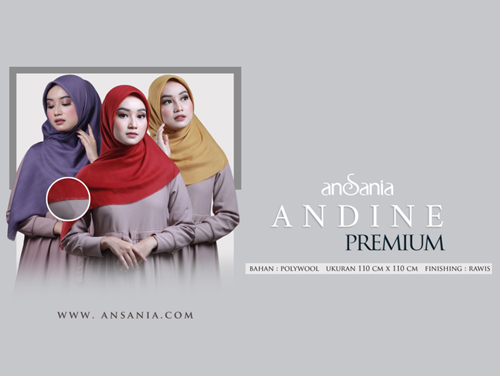 anSania
ANDINE
PREMIUM
BAHAN : POLYWOOL UKURAN 110 CM X 110 CM FINISHING : RAWIS
WWW. ANSANIA.COM